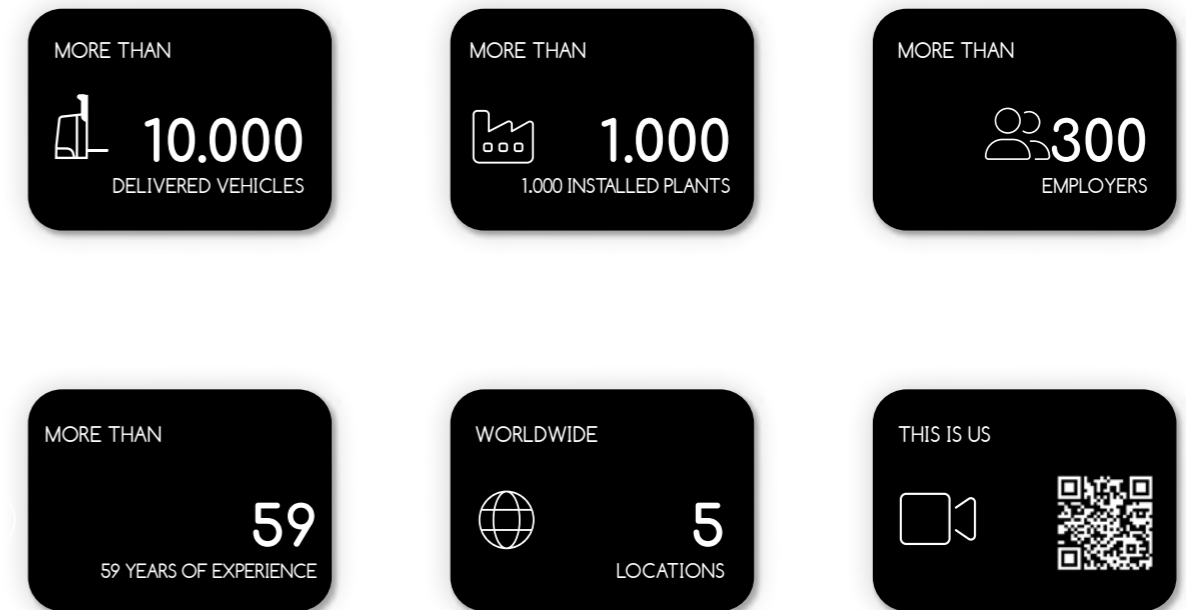 MORE THAN
10.000
DELIVERED VEHICLES
MORE THAN
1.000
1.000 INSTALLED PLANTS
MORE THAN
300
EMPLOYERS
MORE THAN
59
59 YEARS OF EXPERIENCE
WORLDWIDE
5
LOCATIONS
THIS IS US